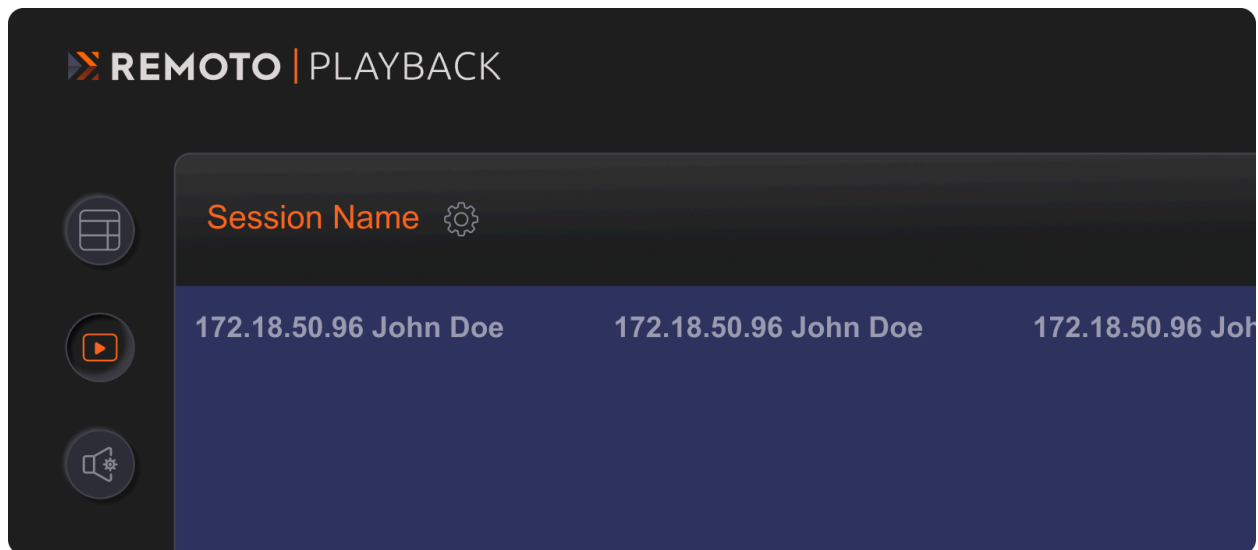 REMOTO | PLAYBACK
Session Name
172.18.50.96 John Doe 172.18.50.96 John Doe 172.18.50.96